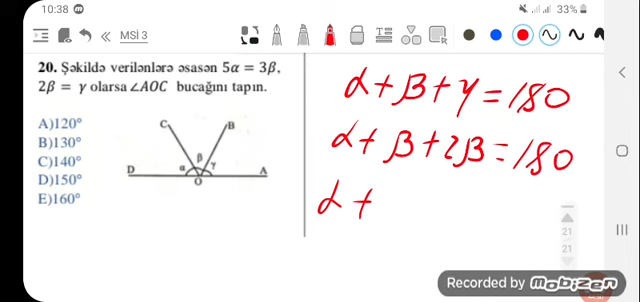 10:38
33%
MSİ 3
20. Şəkildə verilənlərə əsasən 5α = 3β,
2β = γ olarsa ∠AOC bucağını tapın.
A)120°
B)130°
C)140°
D)150°
E)160°
C
B
β
D
α
γ
A
O
α + β + γ = 180
α + β + 2β = 180
α +
21
21
Recorded by mobizen